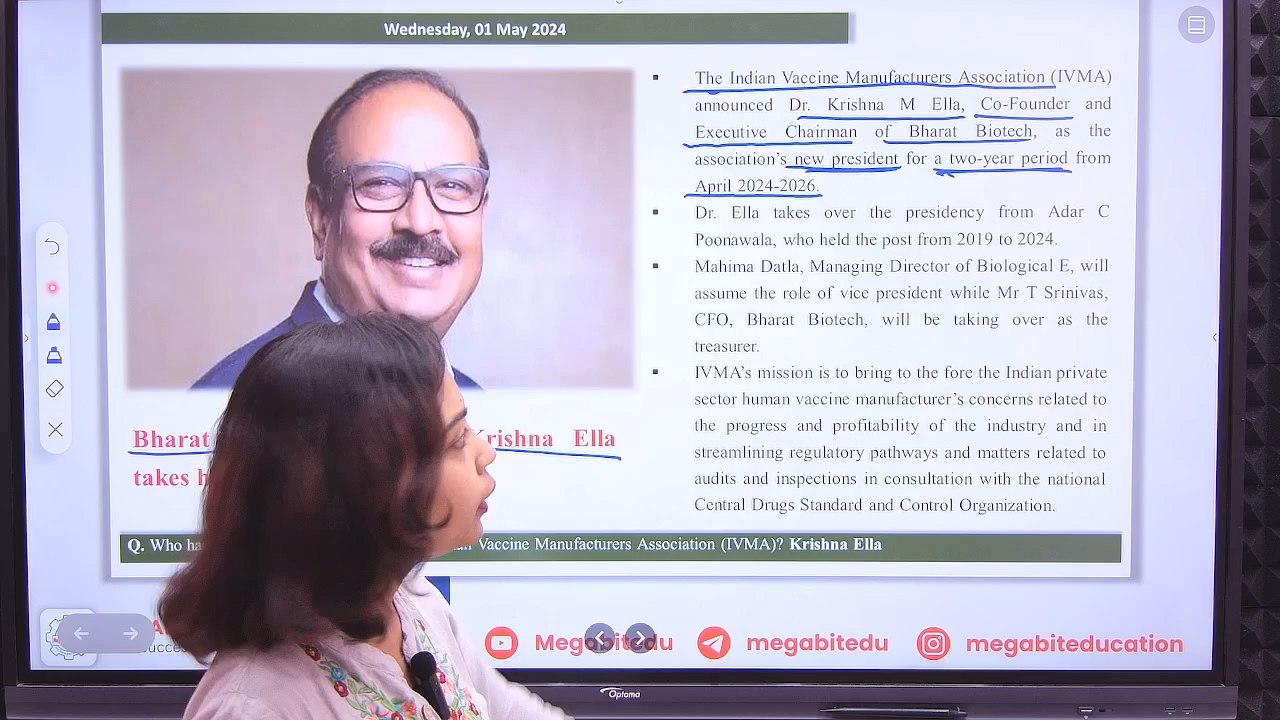 Wednesday, 01 May 2024
▪ The Indian Vaccine Manufacturers Association (IVMA)
announced Dr. Krishna M Ella, Co-Founder and
Executive Chairman of Bharat Biotech, as the
association's new president for a two-year period from
April 2024-2026.
▪ Dr. Ella takes over the presidency from Adar C
Poonawala, who held the post from 2019 to 2024.
▪ Mahima Datla, Managing Director of Biological E, will
assume the role of vice president while Mr T Srinivas,
CFO, Bharat Biotech, will be taking over as the
treasurer.
▪ IVMA's mission is to bring to the fore the Indian private
sector human vaccine manufacturer's concerns related to
the progress and profitability of the industry and in
streamlining regulatory pathways and matters related to
audits and inspections in consultation with the national
Central Drugs Standard and Control Organization.
Bharat Krishna Ella
takes
Q. Who Vaccine Manufacturers Association (IVMA)? Krishna Ella
Megabitedu megabitedu megabiteducation
Optoma